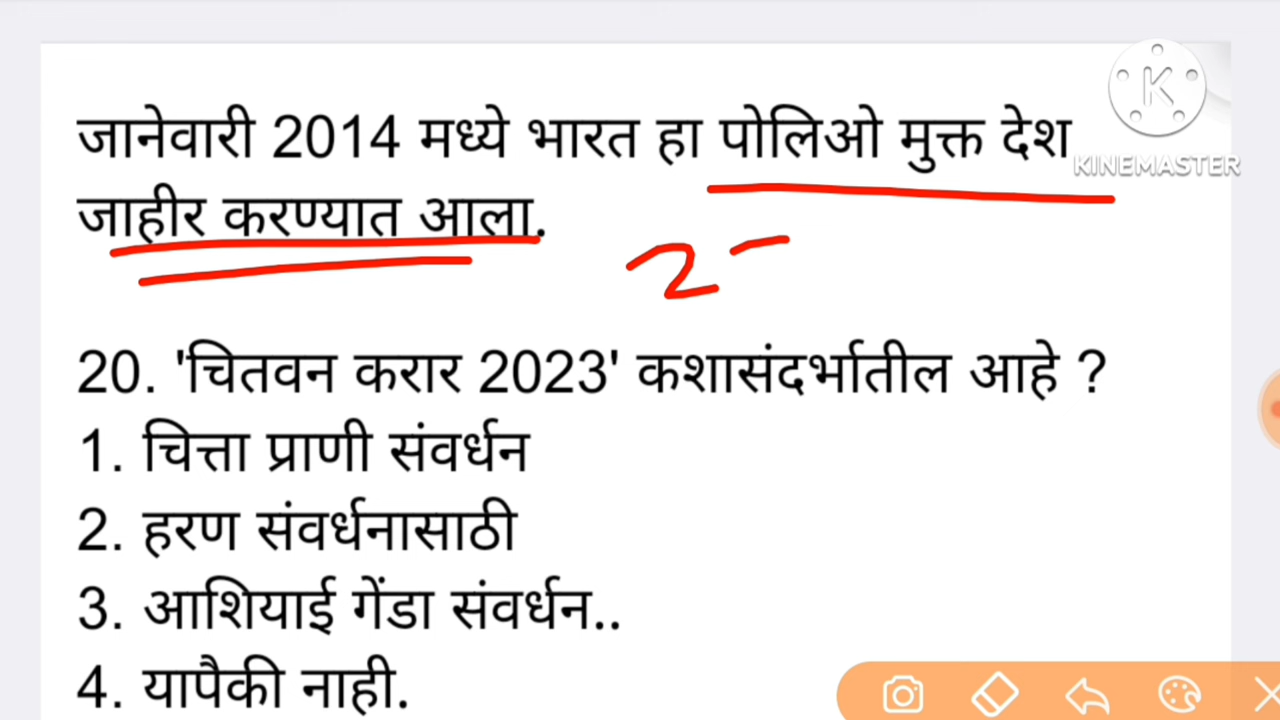 जानेवारी 2014 मध्ये भारत हा पोलिओ मुक्त देश
KINEMASTER
जाहीर करण्यात आला.
2
20. 'चितवन करार 2023' कशासंदर्भातील आहे ?
1. चित्ता प्राणी संवर्धन
2. हरण संवर्धनासाठी
3. आशियाई गेंडा संवर्धन..
4. यापैकी नाही.